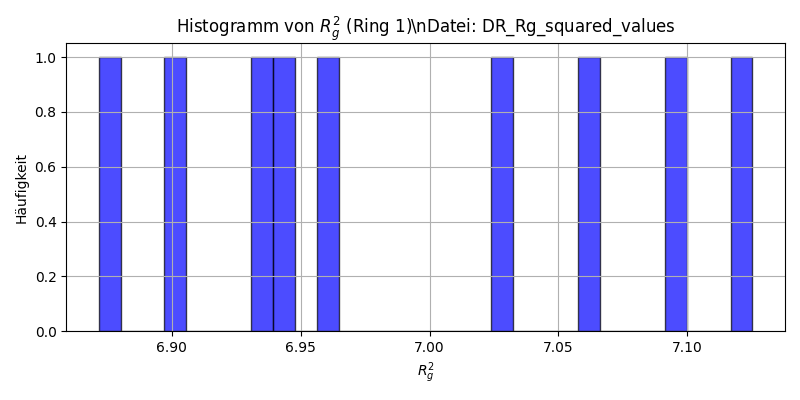 Histogramm von $R_g^2$ (Ring 1)\nDatei: DR_Rg_squared_values
1.0
0.8
0.6
0.4
0.2
0.0
Häufigkeit
6.90 6.95 7.00 7.05 7.10
$R_g^2$